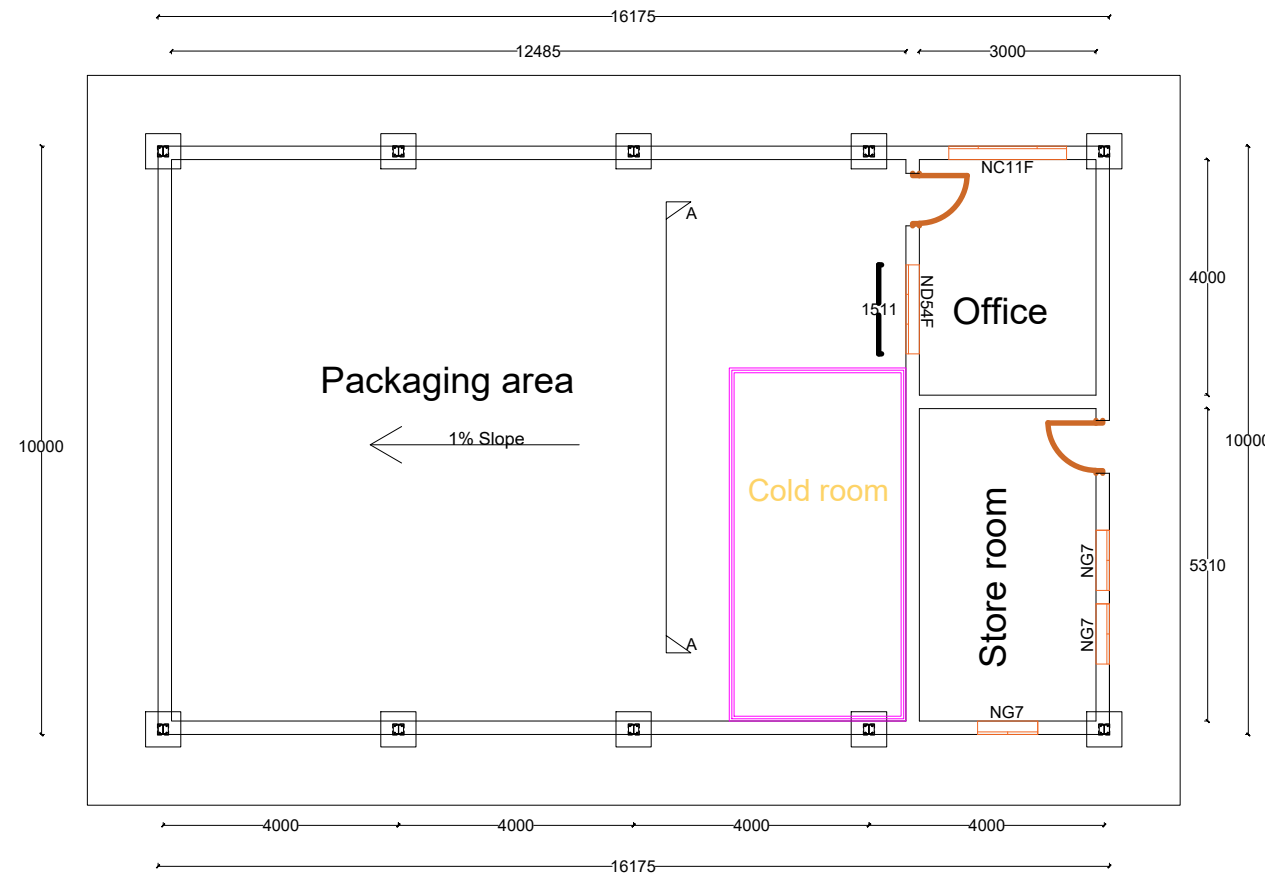 16175
12485
3000
NC11F
A
4000
1511
ND54F
Office
Packaging area
1% Slope
10000
10000
Cold room
Store room
NG7
5310
NG7
A
NG7
4000
4000
4000
4000
16175